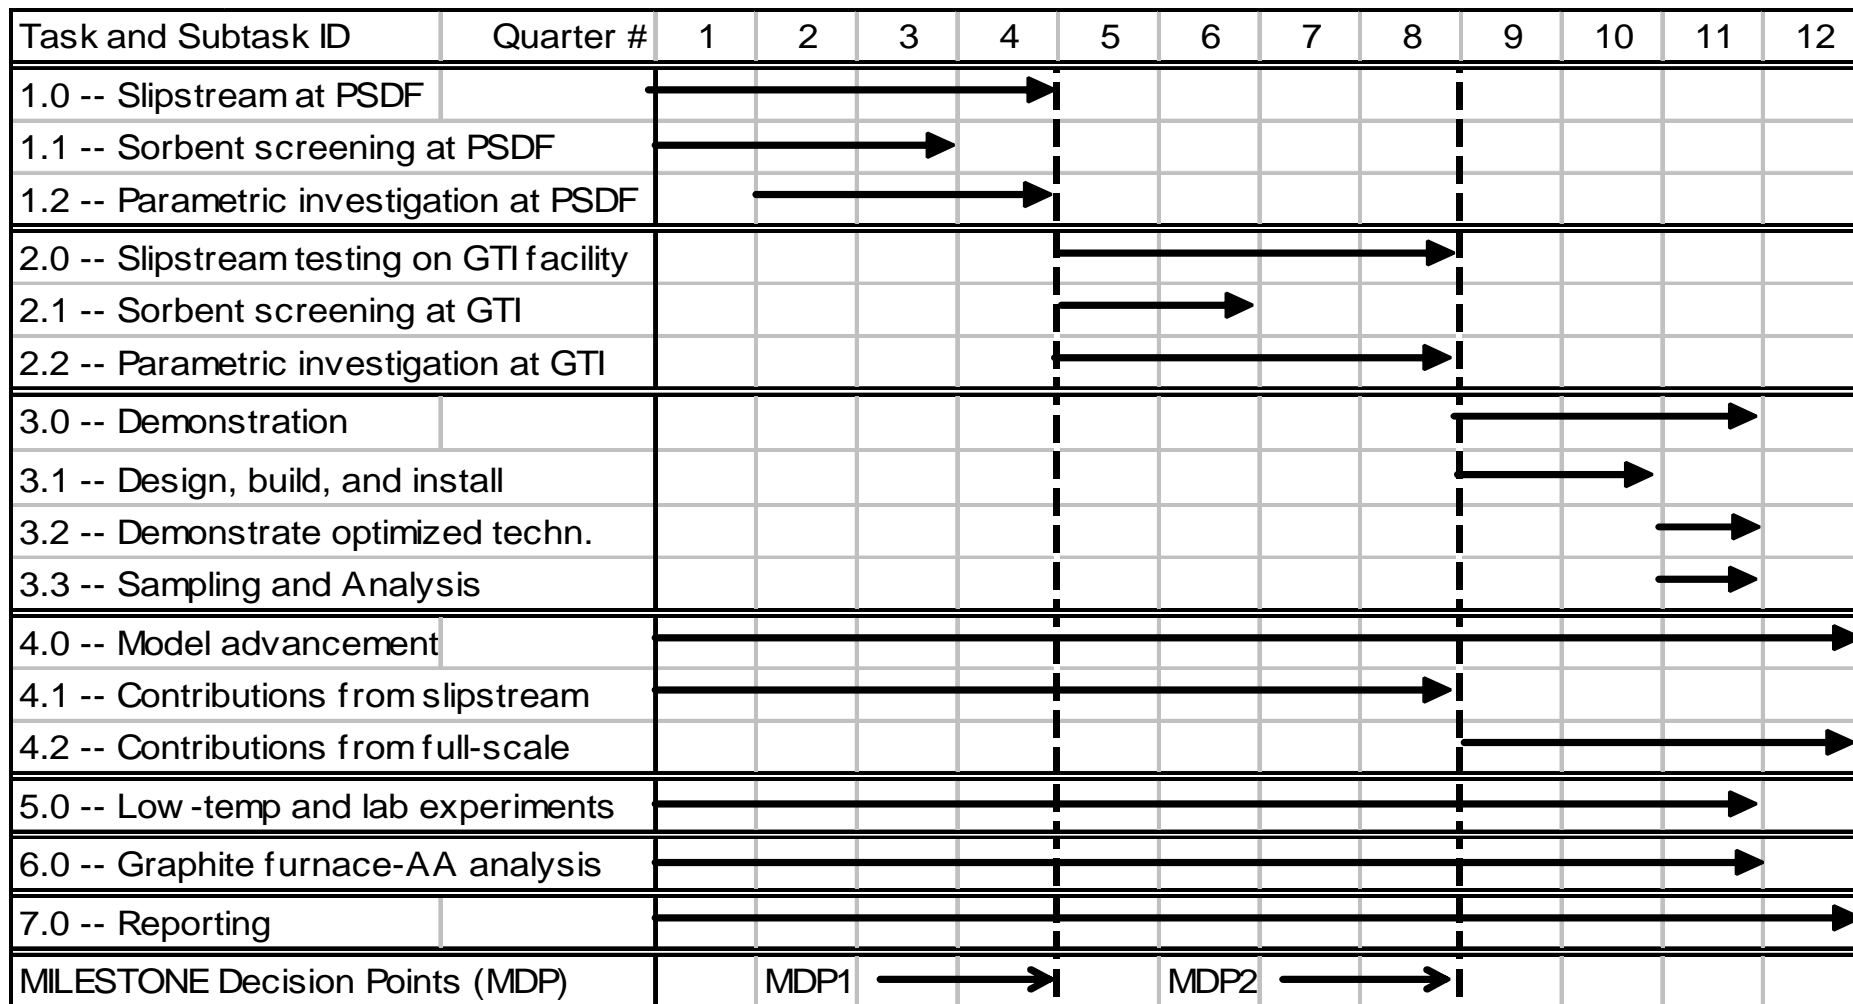 Task and Subtask ID Quarter # 1 2 3 4 5 6 7 8 9 10 11 12
1.0 -- Slipstream at PSDF
1.1 -- Sorbent screening at PSDF
1.2 -- Parametric investigation at PSDF
2.0 -- Slipstream testing on GTI facility
2.1 -- Sorbent screening at GTI
2.2 -- Parametric investigation at GTI
3.0 -- Demonstration
3.1 -- Design, build, and install
3.2 -- Demonstrate optimized techn.
3.3 -- Sampling and Analysis
4.0 -- Model advancement
4.1 -- Contributions from slipstream
4.2 -- Contributions from full-scale
5.0 -- Low-temp and lab experiments
6.0 -- Graphite furnace-AA analysis
7.0 -- Reporting
MILESTONE Decision Points (MDP) MDP1 MDP2